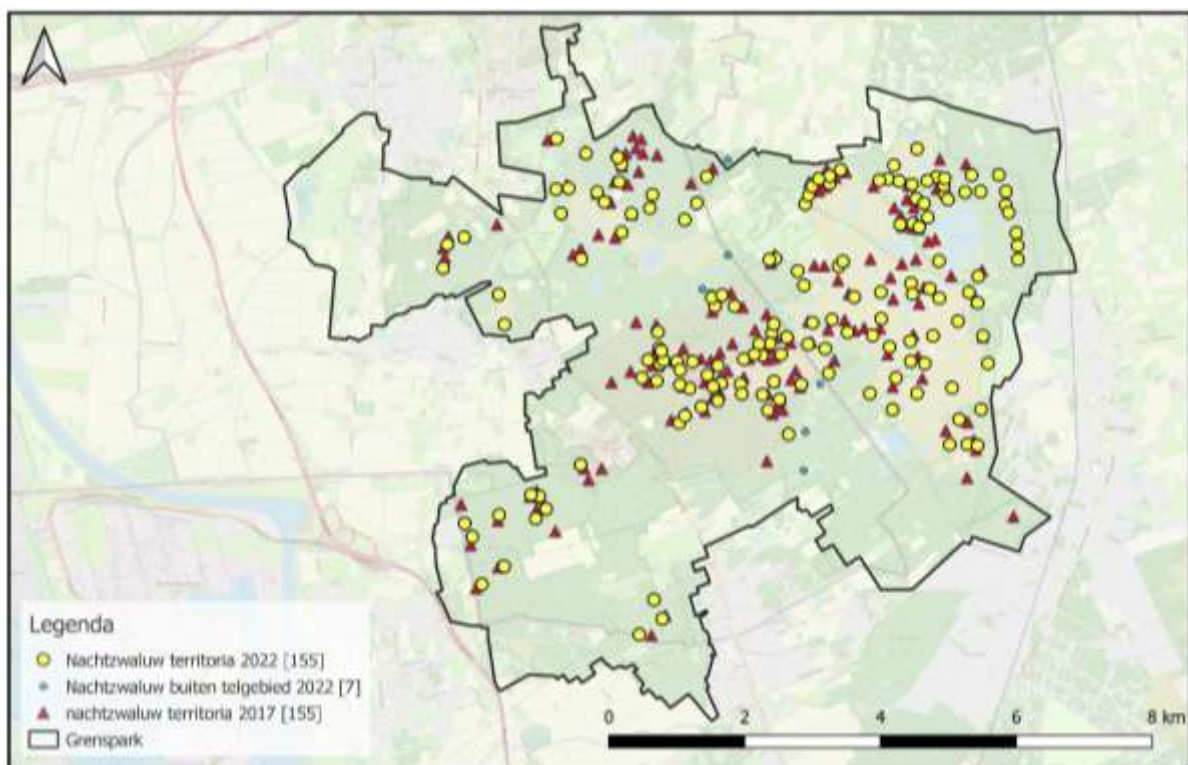 Legenda
Nachtzwaluw territoria 2022 [155]
Nachtzwaluw buiten telgebied 2022 [7]
nachtzwaluw territoria 2017 [155]
Grenspark
0 2 4 6 8 km